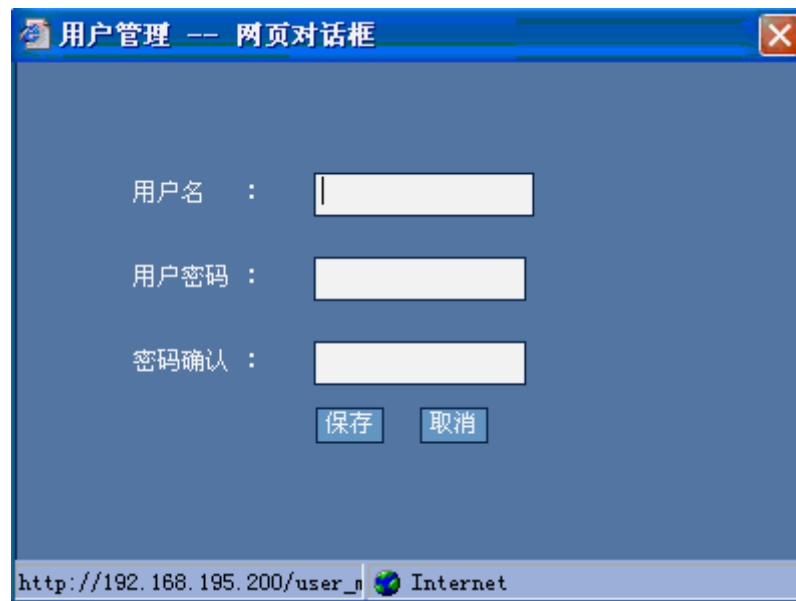 用户管理 -- 网页对话框
用户名 ：
用户密码 ：
密码确认 ：
保存 取消
http://192.168.195.200/user_ Internet